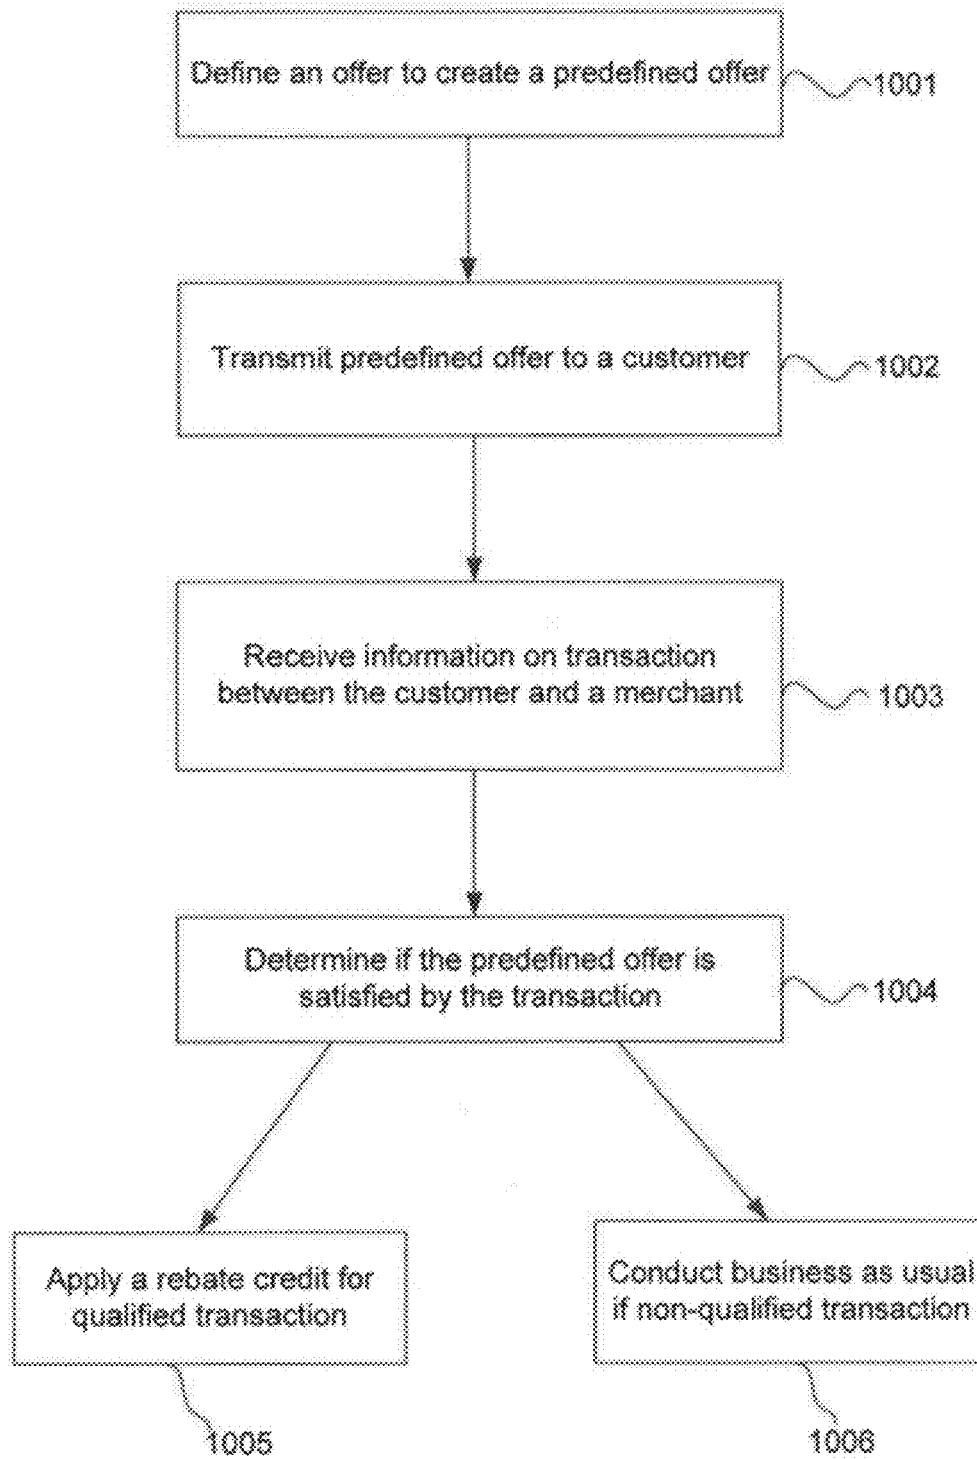 Define an offer to create a predefined offer
1001
Transmit predefined offer to a customer
1002
Receive information on transaction
between the customer and a merchant
1003
Determine if the predefined offer is
satisfied by the transaction
1004
Apply a rebate credit for
qualified transaction
1005
Conduct business as usual
if non-qualified transaction
1006